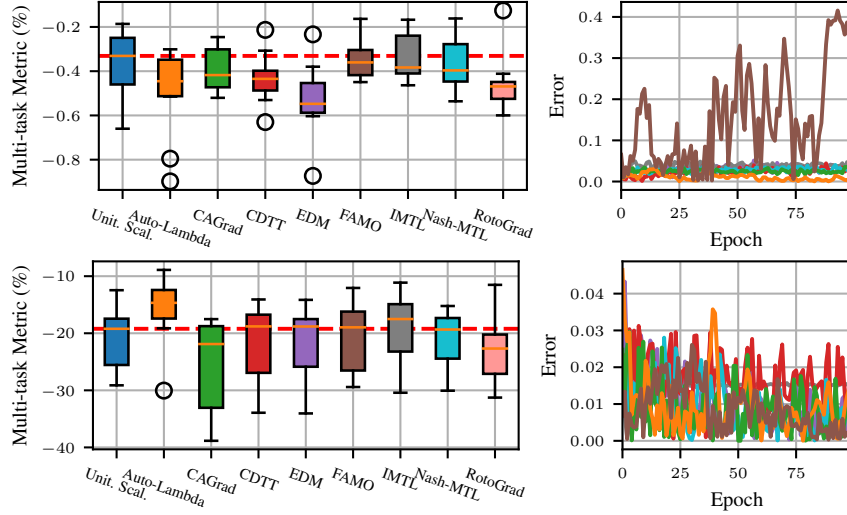 Multi-task Metric (%)
−0.2
−0.4
−0.6
−0.8
Unit. Scal.
Auto-Lambda
CAGrad
CDTT
EDM
FAMO
IMTL
Nash-MTL
RotoGrad
Error
0.4
0.3
0.2
0.1
0.0
0
25
50
75
Epoch
Multi-task Metric (%)
−10
−20
−30
−40
Unit. Scal.
Auto-Lambda
CAGrad
CDTT
EDM
FAMO
IMTL
Nash-MTL
RotoGrad
Error
0.04
0.03
0.02
0.01
0.00
0
25
50
75
Epoch